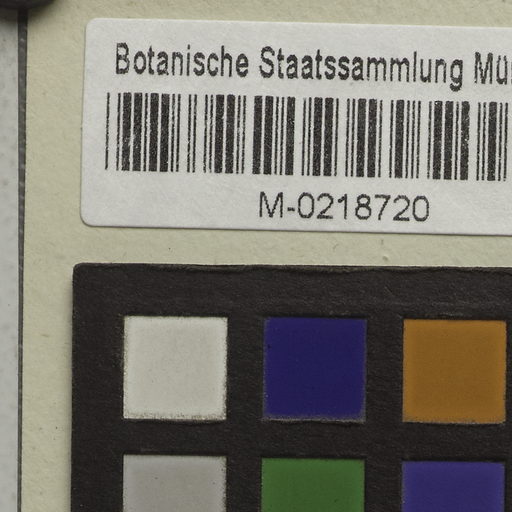 Botanische Staatssammlung
M-0218720